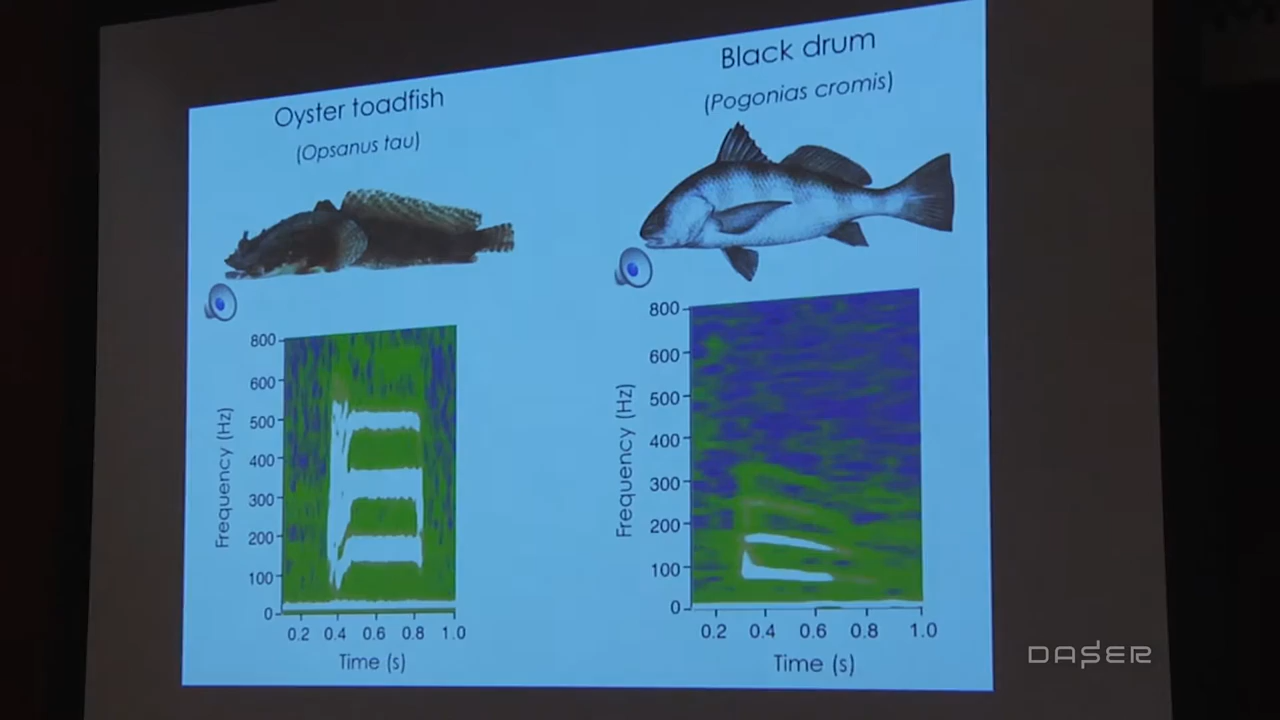 Oyster toadfish
(Opsanus tau)
800
600
500
400
300
200
100
0
Frequency (Hz)
0.2 0.4 0.6 0.8 1.0
Time (s)
Black drum
(Pogonias cromis)
800
600
500
400
300
200
100
0
Frequency (Hz)
0.2 0.4 0.6 0.8 1.0
Time (s)
DASER